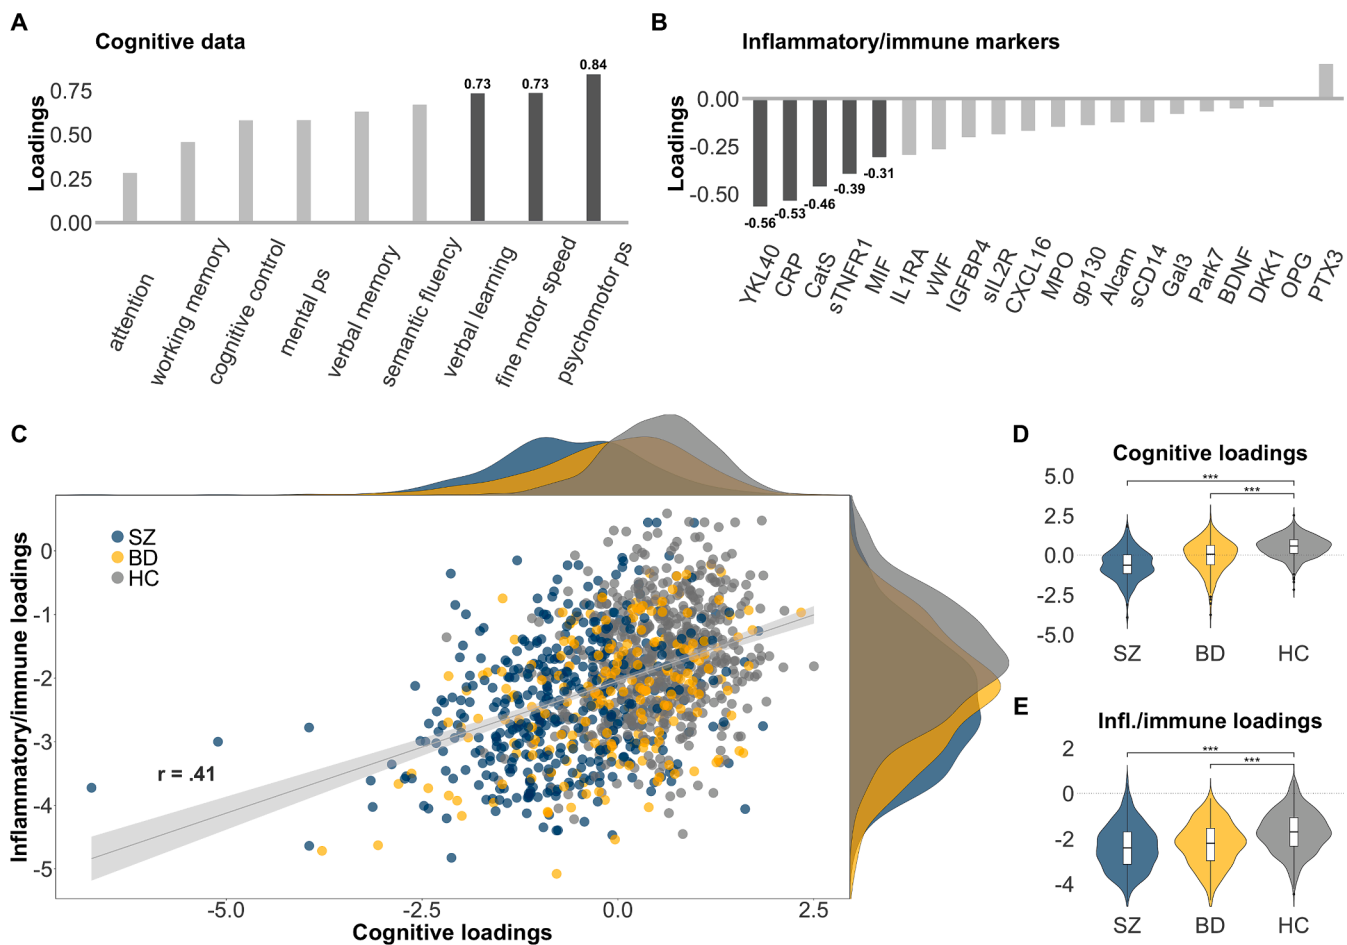 A
Cognitive data
Loadings
0.75
0.50
0.25
0.00
0.73
0.73
0.84
attention
working memory
cognitive control
mental ps
verbal memory
semantic fluency
verbal learning
fine motor speed
psychomotor ps
B
Inflammatory/immune markers
Loadings
0.00
-0.25
-0.50
-0.56
-0.53
-0.46
-0.39
-0.31
YKL40
CRP
CatS
sTNFR1
MIF
IL1RA
vWF
IGFBP4
sIL2R
CXCL16
MPO
gp130
Alcam
sCD14
Gal3
Park7
BDNF
DKK1
OPG
PTX3
C
Inflammatory/immune loadings
0
-1
-2
-3
-4
-5
SZ
BD
HC
r = .41
-5.0
-2.5
0.0
2.5
Cognitive loadings
D
Cognitive loadings
5.0
2.5
0.0
-2.5
-5.0
***
***
SZ
BD
HC
E
Infl./immune loadings
2
0
-2
-4
***
***
SZ
BD
HC